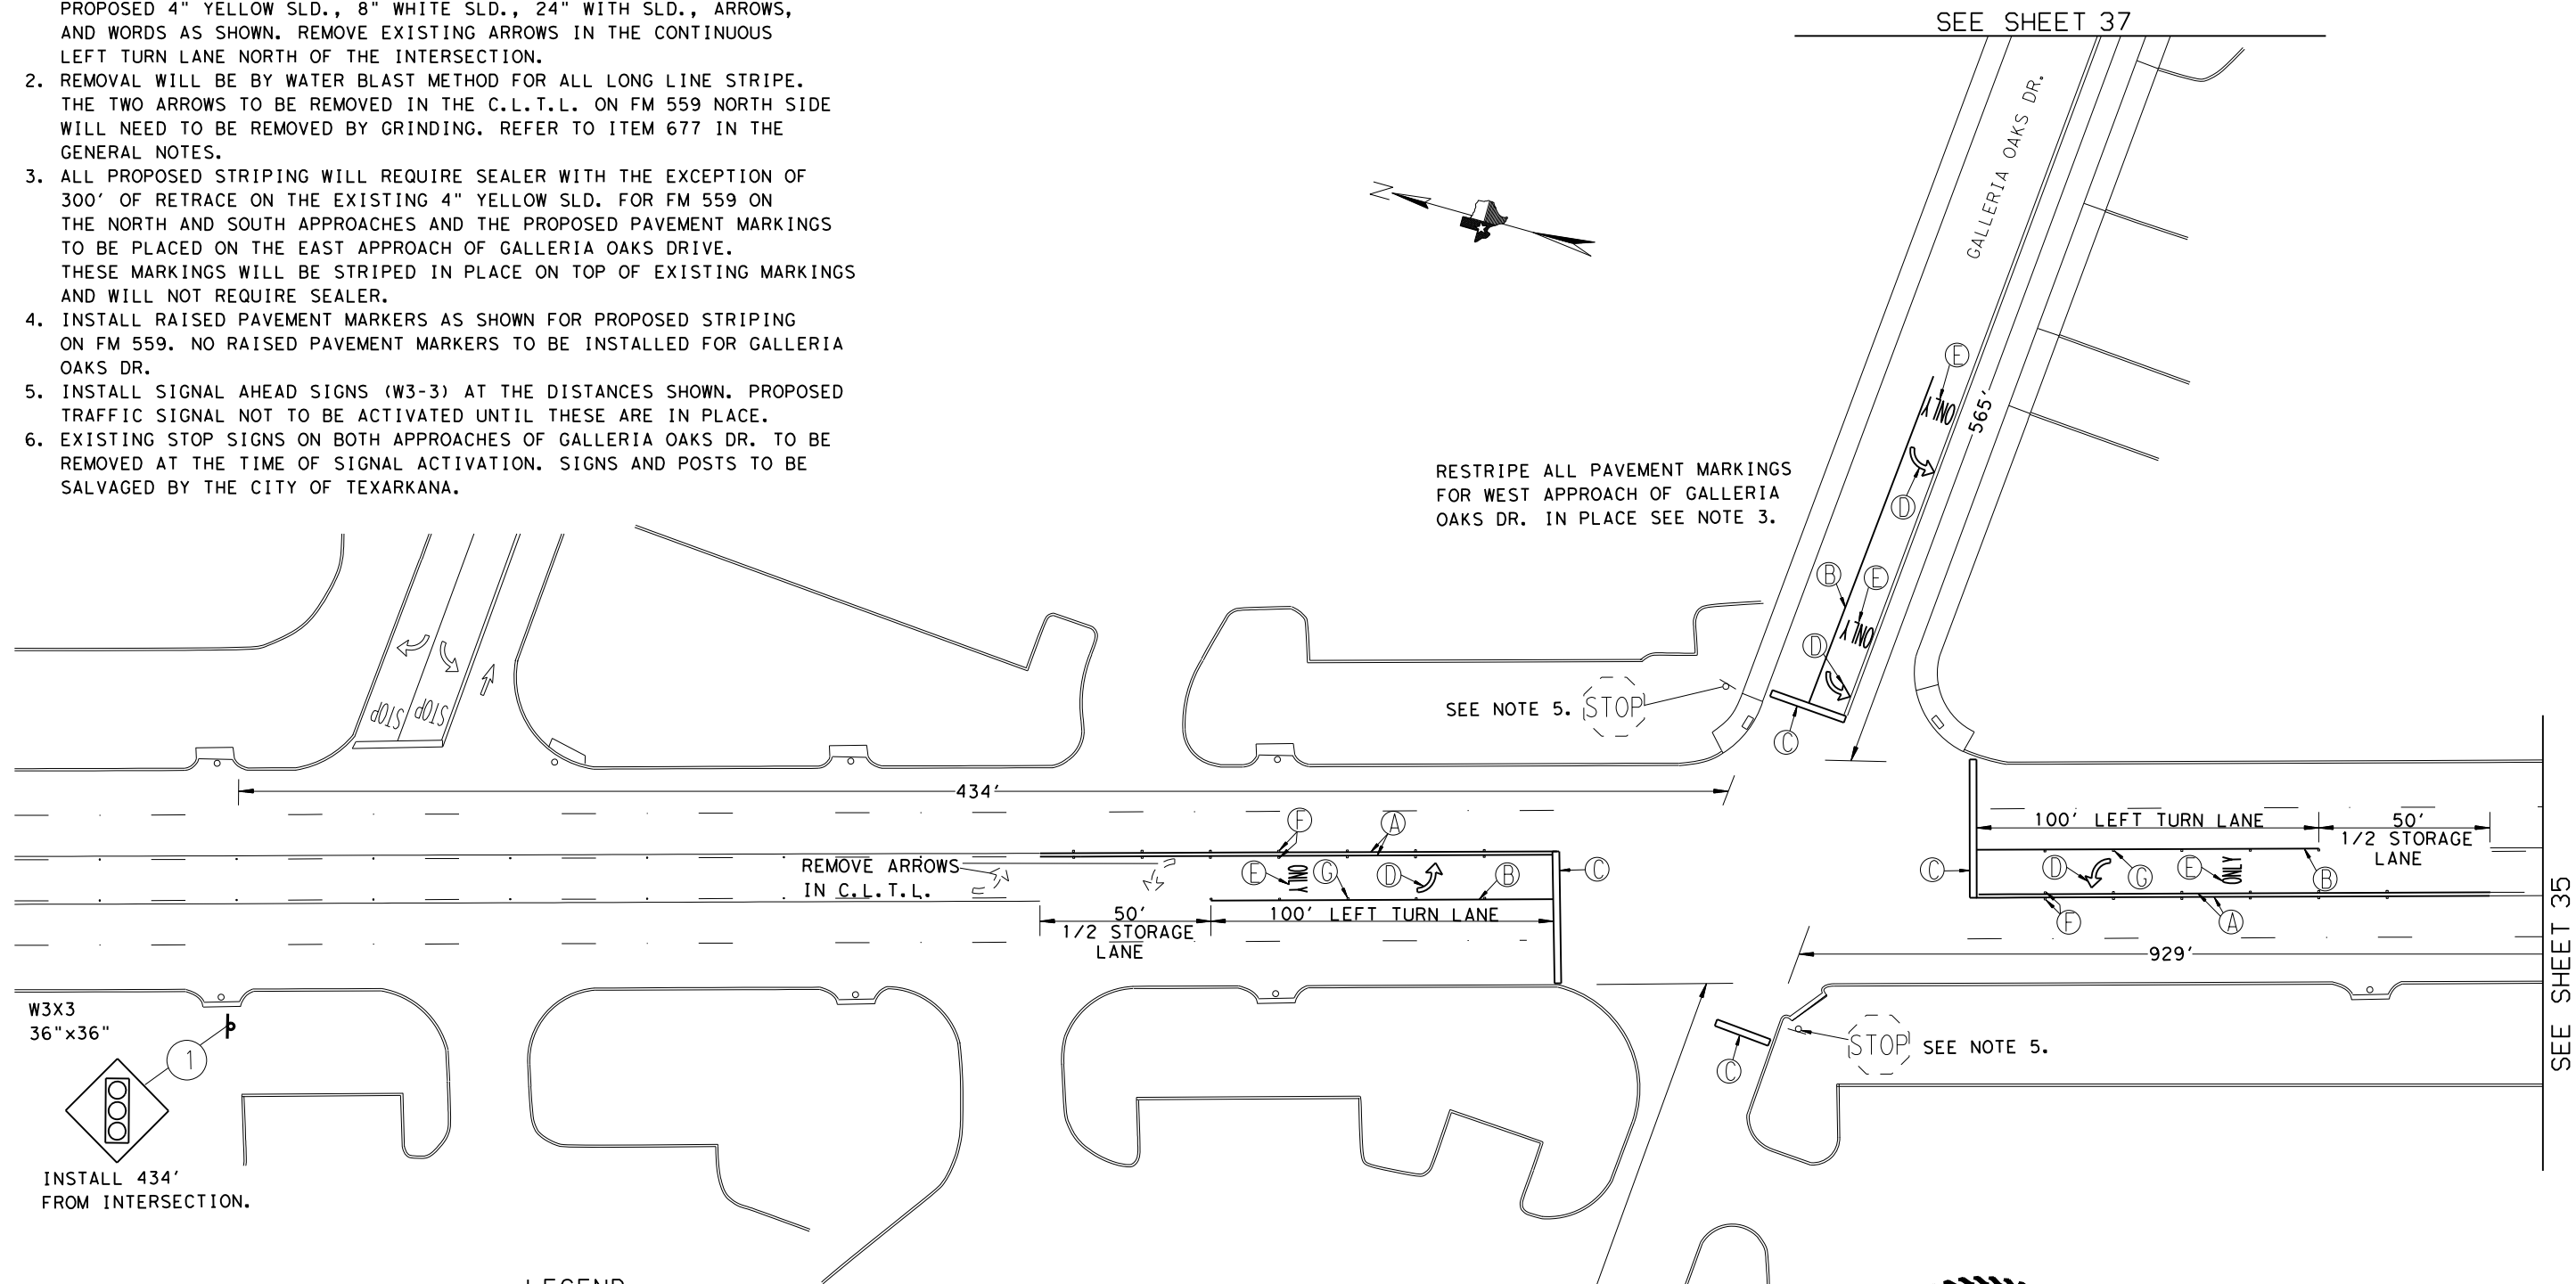 PROPOSED 4" YELLOW SLD., 8" WHITE SLD., 24" WITH SLD., ARROWS,
AND WORDS AS SHOWN. REMOVE EXISTING ARROWS IN THE CONTINUOUS
LEFT TURN LANE NORTH OF THE INTERSECTION.
2. REMOVAL WILL BE BY WATER BLAST METHOD FOR ALL LONG LINE STRIPE.
THE TWO ARROWS TO BE REMOVED IN THE C.L.T.L. ON FM 559 NORTH SIDE
WILL NEED TO BE REMOVED BY GRINDING. REFER TO ITEM 677 IN THE
GENERAL NOTES.
3. ALL PROPOSED STRIPING WILL REQUIRE SEALER WITH THE EXCEPTION OF
300' OF RETRACE ON THE EXISTING 4" YELLOW SLD. FOR FM 559 ON
THE NORTH AND SOUTH APPROACHES AND THE PROPOSED PAVEMENT MARKINGS
TO BE PLACED ON THE EAST APPROACH OF GALLERIA OAKS DRIVE.
THESE MARKINGS WILL BE STRIPED IN PLACE ON TOP OF EXISTING MARKINGS
AND WILL NOT REQUIRE SEALER.
4. INSTALL RAISED PAVEMENT MARKERS AS SHOWN FOR PROPOSED STRIPING
ON FM 559. NO RAISED PAVEMENT MARKERS TO BE INSTALLED FOR GALLERIA
OAKS DR.
5. INSTALL SIGNAL AHEAD SIGNS (W3-3) AT THE DISTANCES SHOWN. PROPOSED
TRAFFIC SIGNAL NOT TO BE ACTIVATED UNTIL THESE ARE IN PLACE.
6. EXISTING STOP SIGNS ON BOTH APPROACHES OF GALLERIA OAKS DR. TO BE
REMOVED AT THE TIME OF SIGNAL ACTIVATION. SIGNS AND POSTS TO BE
SALVAGED BY THE CITY OF TEXARKANA.
SEE SHEET 37
GALLERIA OAKS DR.
N
E
ONLY
565'
D
RESTRIPE ALL PAVEMENT MARKINGS
FOR WEST APPROACH OF GALLERIA
OAKS DR. IN PLACE SEE NOTE 3.
B
E
ONLY
D
STOP
STOP
SEE NOTE 5.
STOP
C
434'
F
A
REMOVE ARROWS
IN C.L.T.L.
E
ONLY
G
D
B
C
50'
1/2 STORAGE
LANE
100' LEFT TURN LANE
100' LEFT TURN LANE
50'
1/2 STORAGE
LANE
C
D
G
E
ONLY
B
F
A
929'
SEE SHEET 35
W3X3
36"x36"
1
INSTALL 434'
FROM INTERSECTION.
C
STOP
SEE NOTE 5.
LEGEND